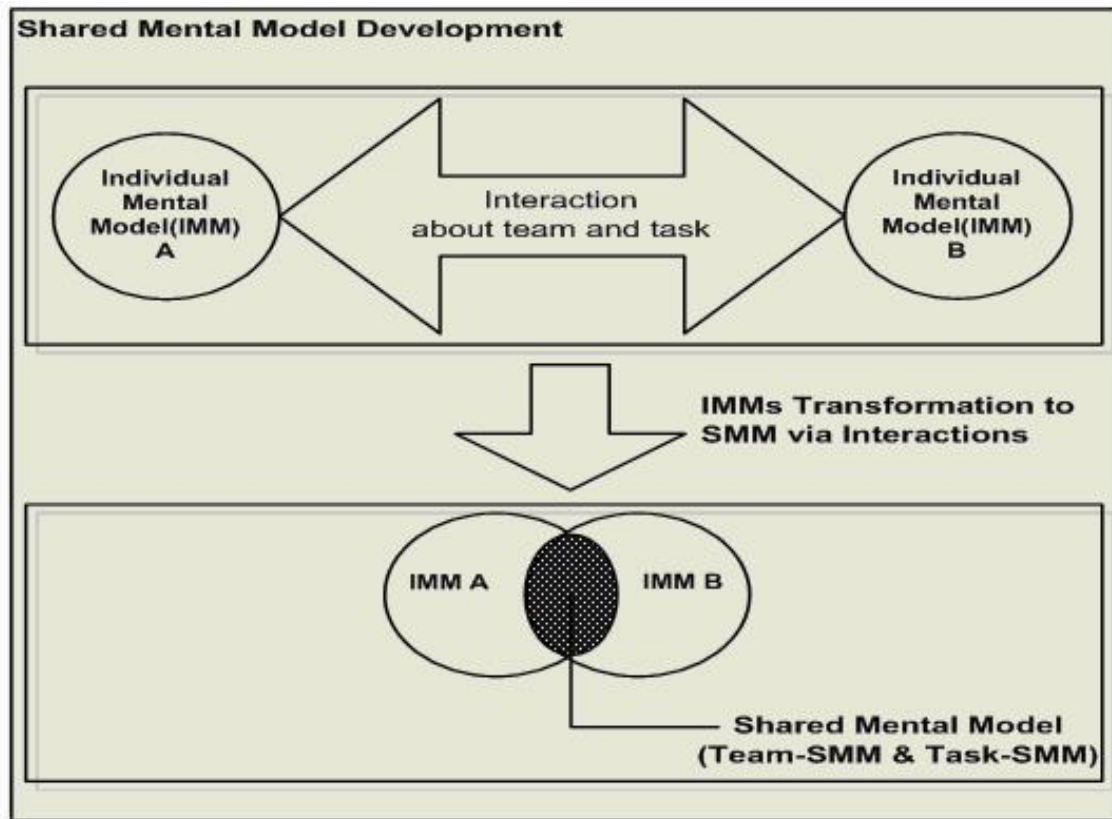 Shared Mental Model Development
Individual
Mental
Model(IMM)
A
Interaction
about team and task
Individual
Mental
Model(IMM)
B
IMMs Transformation to
SMM via Interactions
IMM A
IMM B
Shared Mental Model
(Team-SMM & Task-SMM)